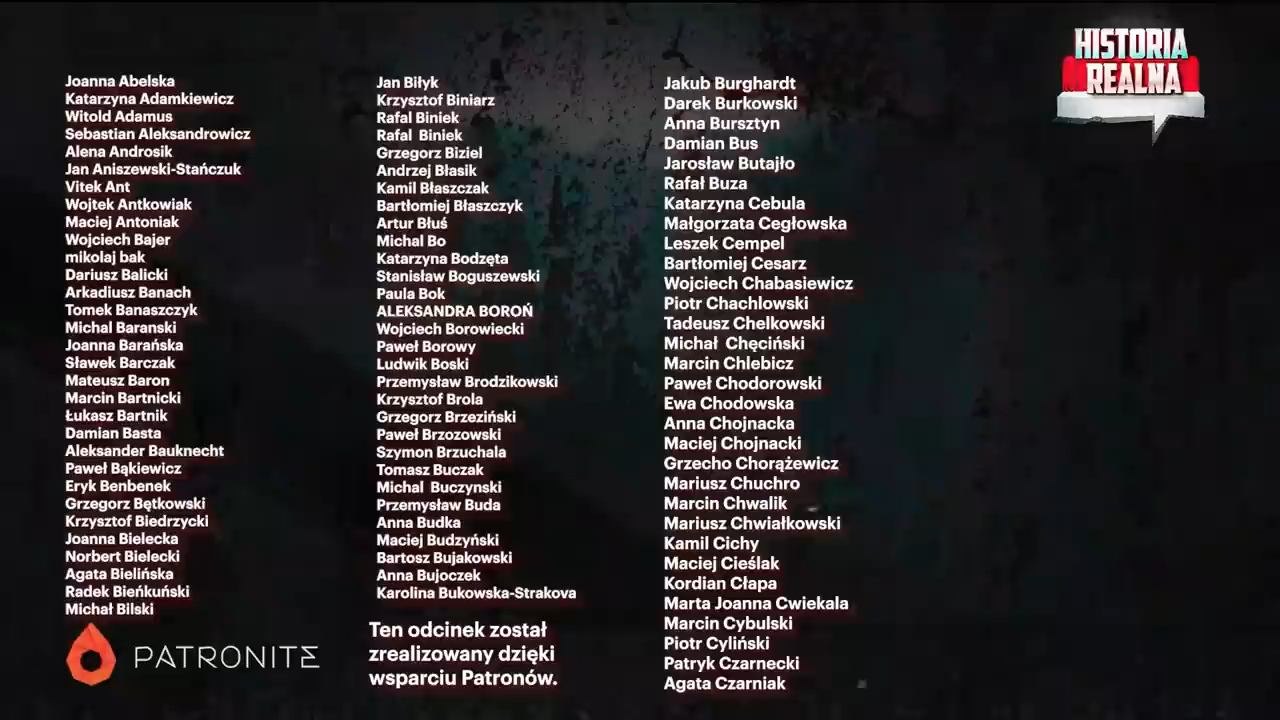 HISTORIA
REALNA
Joanna Abelska
Katarzyna Adamkiewicz
Witold Adamus
Sebastian Aleksandrowicz
Alena Androsik
Jan Aniszewski-Stańczuk
Vitek Ant
Wojtek Antkowiak
Maciej Antoniak
Wojciech Bajer
mikolaj bak
Dariusz Balicki
Arkadiusz Banach
Tomek Banaszczyk
Michal Baranski
Joanna Barańska
Sławek Barczak
Mateusz Baron
Marcin Bartnicki
Łukasz Bartnik
Damian Basta
Aleksander Bauknecht
Paweł Bąkiewicz
Eryk Benbenek
Grzegorz Bętkowski
Krzysztof Biedrzycki
Joanna Bielecka
Norbert Bielecki
Agata Bielińska
Radek Bieńkuński
Michał Bilski
Jan Biłyk
Krzysztof Biniarz
Rafal Biniek
Rafal  Biniek
Grzegorz Biziel
Andrzej Błasik
Kamil Błaszczak
Bartłomiej Błaszczyk
Artur Błuś
Michal Bo
Katarzyna Bodzęta
Stanisław Boguszewski
Paula Bok
ALEKSANDRA BOROŃ
Wojciech Borowiecki
Paweł Borowy
Ludwik Boski
Przemysław Brodzikowski
Krzysztof Brola
Grzegorz Brzeziński
Paweł Brzozowski
Szymon Brzuchala
Tomasz Buczak
Michal  Buczynski
Przemysław Buda
Anna Budka
Maciej Budzyński
Bartosz Bujakowski
Anna Bujoczek
Karolina Bukowska-Strakova
Jakub Burghardt
Darek Burkowski
Anna Bursztyn
Damian Bus
Jarosław Butajło
Rafał Buza
Katarzyna Cebula
Małgorzata Cegłowska
Leszek Cempel
Bartłomiej Cesarz
Wojciech Chabasiewicz
Piotr Chachlowski
Tadeusz Chelkowski
Michał  Chęciński
Marcin Chlebicz
Paweł Chodorowski
Ewa Chodowska
Anna Chojnacka
Maciej Chojnacki
Grzecho Chorążewicz
Mariusz Chuchro
Marcin Chwalik
Mariusz Chwiałkowski
Kamil Cichy
Maciej Cieślak
Kordian Cłapa
Marta Joanna Cwiekala
Marcin Cybulski
Piotr Cyliński
Patryk Czarnecki
Agata Czarniak
PATRONITE
Ten odcinek został
zrealizowany dzięki
wsparciu Patronów.